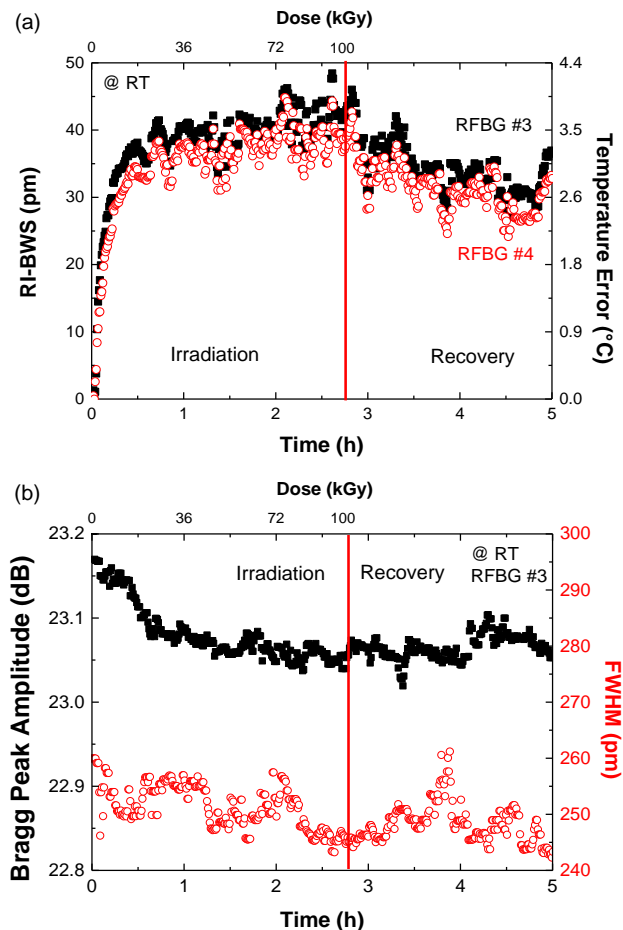 (a)
Dose (kGy)
0 36 72 100
50 4.4
@ RT
40 3.5
RFBG #3
30 2.6
RFBG #4
20 1.8
10 0.9
0 0.0
RI-BWS (pm)
Temperature Error (°C)
Irradiation Recovery
0 1 2 3 4 5
Time (h)
(b)
Dose (kGy)
0 36 72 100
23.2 300
@ RT
Irradiation Recovery RFBG #3
290
23.1
280
23.0 270
260
22.9
250
22.8 240
Bragg Peak Amplitude (dB)
FWHM (pm)
0 1 2 3 4 5
Time (h)